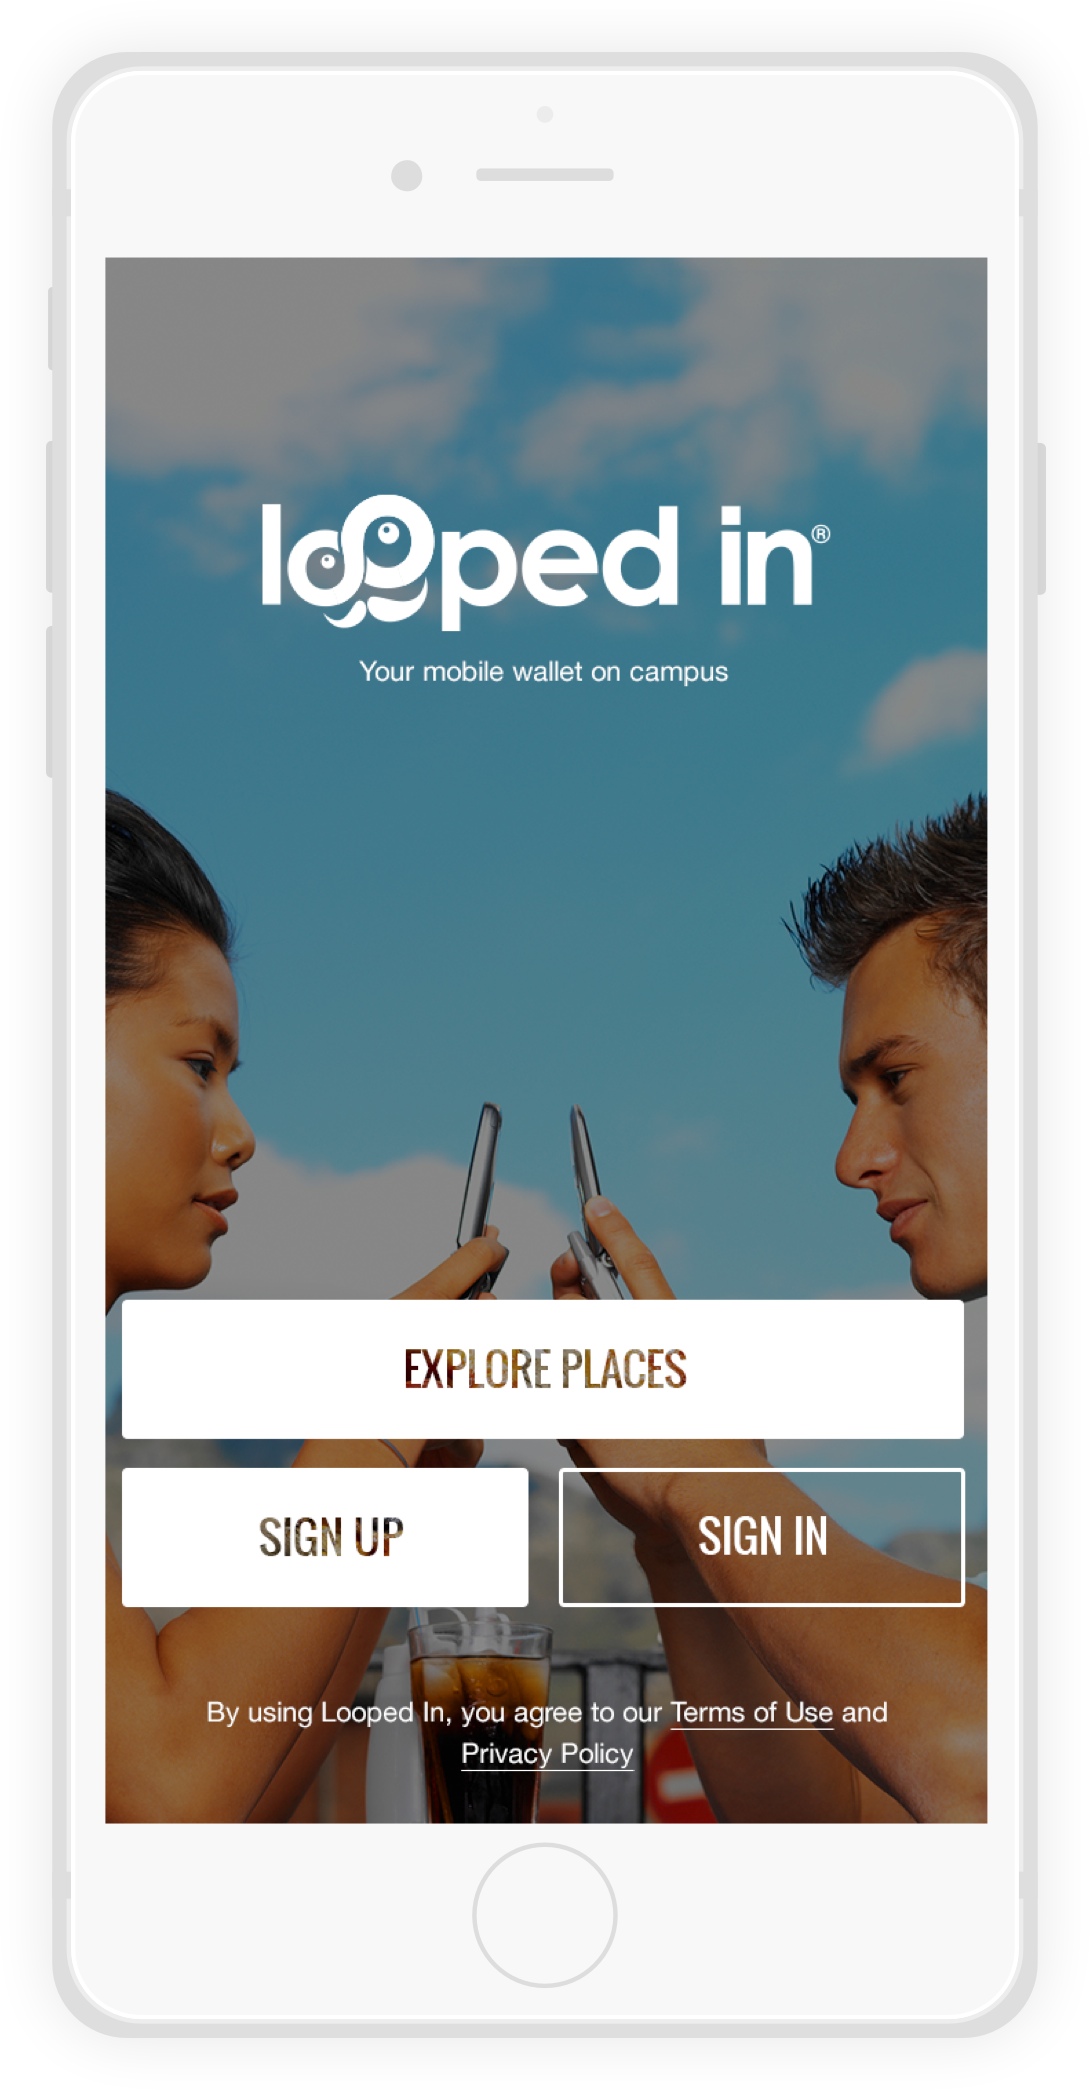 looped in®
Your mobile wallet on campus
EXPLORE PLACES
SIGN UP
SIGN IN
By using Looped In, you agree to our Terms of Use and
Privacy Policy